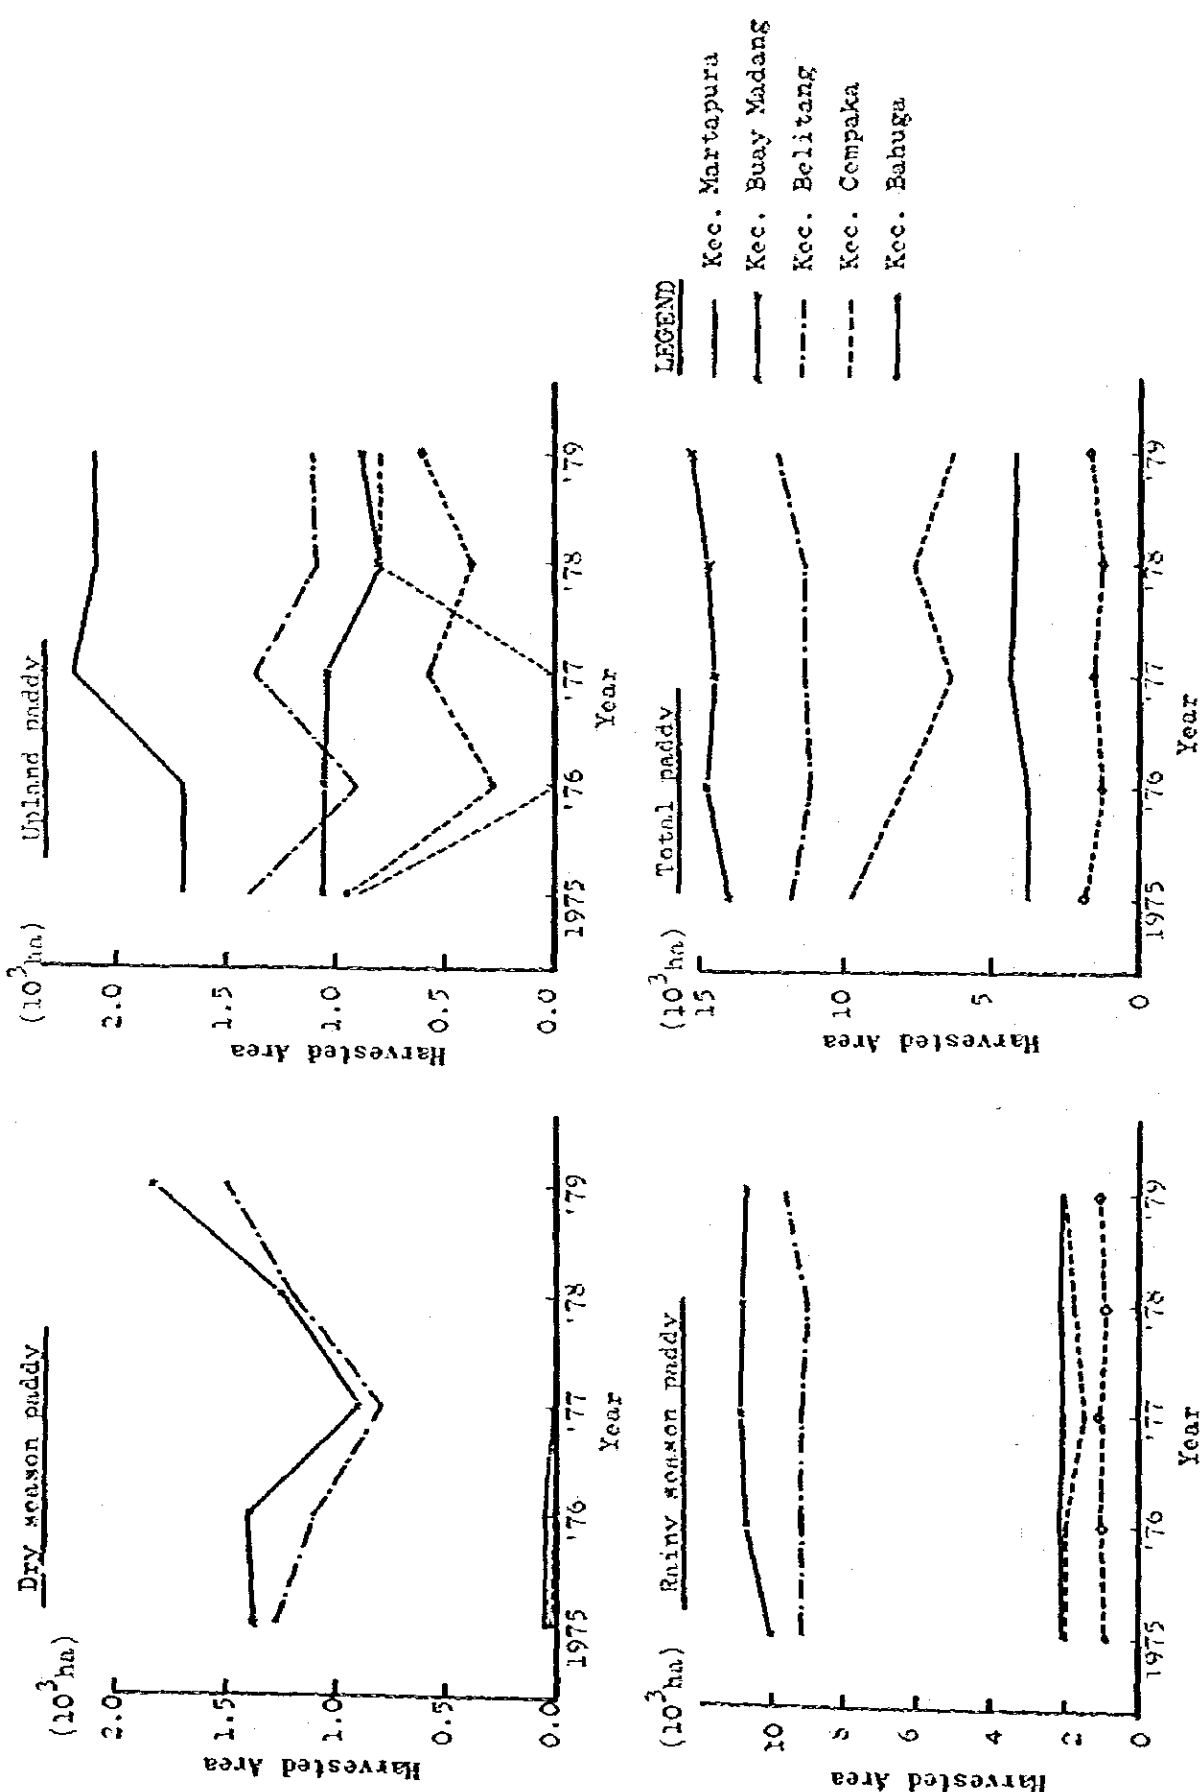 Dry season paddy
(10³ha)
2.0
1.5
1.0
0.5
0.0
Harvested Area
1975
'76
'77
'78
'79
Year
Upland paddy
(10³ha)
2.0
1.5
1.0
0.5
0.0
Harvested Area
1975
'76
'77
'78
'79
Year
Rainy season paddy
(10³ha)
10
8
6
4
2
0
Harvested Area
1975
'76
'77
'78
'79
Year
Total paddy
(10³ha)
15
10
5
0
Harvested Area
1975
'76
'77
'78
'79
Year
LEGEND
Kec. Martapura
Kec. Buay Madang
Kec. Belitang
Kec. Cempaka
Kec. Bahuga